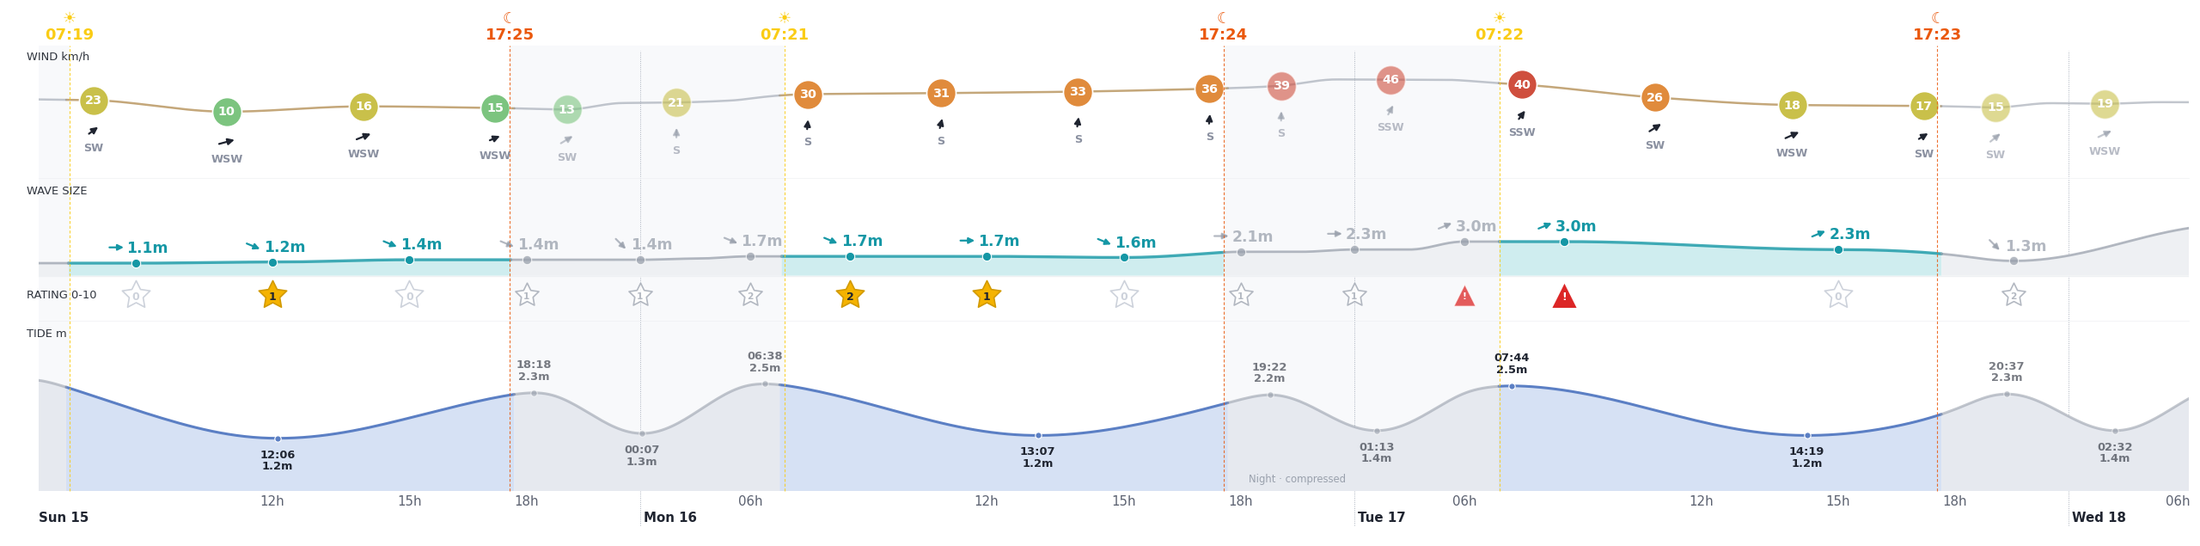 07:19 17:25 07:21 17:24 07:22 17:23
WIND km/h
23 10 16 15 13 21 30 31 33 36 39 46 40 26 18 17 15 19
SW WSW WSW WSW SW S S S S S S SSW SSW SW WSW SW SW WSW
WAVE SIZE
1.1m 1.2m 1.4m 1.4m 1.4m 1.7m 1.7m 1.7m 1.6m 2.1m 2.3m 3.0m 3.0m 2.3m 1.3m
RATING 0-10
0 1 0 1 1 2 2 1 0 1 1 ! ! 0 2
TIDE m
18:18 06:38 19:22 07:44 20:37
2.3m 2.5m 2.2m 2.5m 2.3m
12:06 00:07 13:07 01:13 14:19 02:32
1.2m 1.3m 1.2m 1.4m 1.2m 1.4m
Night · compressed
12h 15h 18h 06h 12h 15h 18h 06h 12h 15h 18h 06h
Sun 15 Mon 16 Tue 17 Wed 18